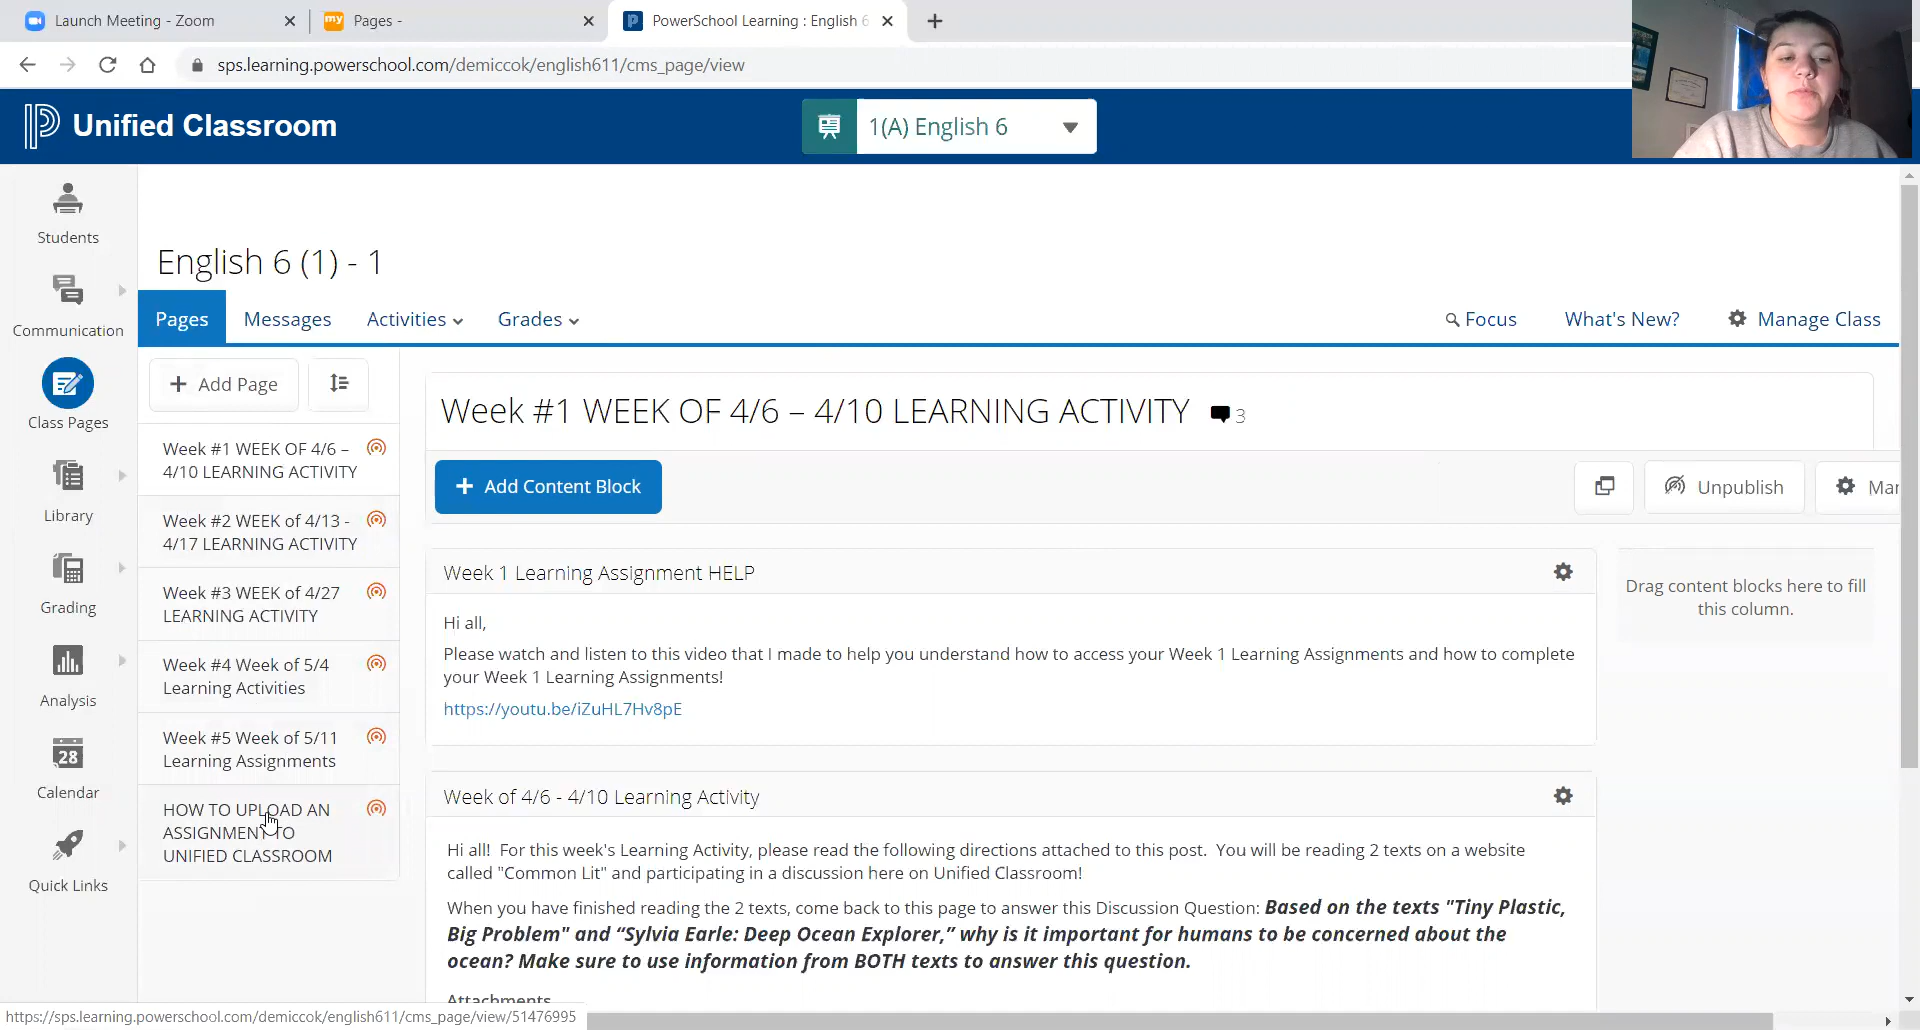 Launch Meeting - Zoom
Pages -
PowerSchool Learning : English 6
sps.learning.powerschool.com/demiccok/english611/cms_page/view
Unified Classroom
1(A) English 6
Students
Communication
Class Pages
Library
Grading
Analysis
28
Calendar
Quick Links
English 6 (1) - 1
Pages
Messages
Activities
Grades
Focus
What's New?
Manage Class
+ Add Page
Week #1 WEEK OF 4/6 –
4/10 LEARNING ACTIVITY
Week #2 WEEK of 4/13 -
4/17 LEARNING ACTIVITY
Week #3 WEEK of 4/27
LEARNING ACTIVITY
Week #4 Week of 5/4
Learning Activities
Week #5 Week of 5/11
Learning Assignments
HOW TO UPLOAD AN
ASSIGNMENT TO
UNIFIED CLASSROOM
Week #1 WEEK OF 4/6 – 4/10 LEARNING ACTIVITY 3
+ Add Content Block
Unpublish
Mar
Week 1 Learning Assignment HELP
Hi all,
Please watch and listen to this video that I made to help you understand how to access your Week 1 Learning Assignments and how to complete
your Week 1 Learning Assignments!
https://youtu.be/iZuHL7Hv8pE
Drag content blocks here to fill
this column.
Week of 4/6 - 4/10 Learning Activity
Hi all!  For this week's Learning Activity, please read the following directions attached to this post.  You will be reading 2 texts on a website
called "Common Lit" and participating in a discussion here on Unified Classroom!
When you have finished reading the 2 texts, come back to this page to answer this Discussion Question: Based on the texts "Tiny Plastic,
Big Problem" and “Sylvia Earle: Deep Ocean Explorer,” why is it important for humans to be concerned about the
ocean? Make sure to use information from BOTH texts to answer this question.
Attachments
https://sps.learning.powerschool.com/demiccok/english611/cms_page/view/51476995